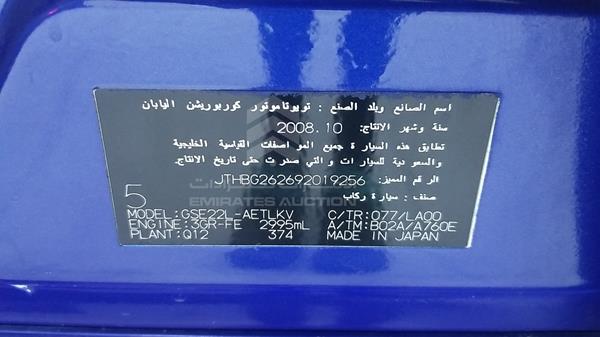 اسم الصانع وبلد الصنع : تويوتاموتور كوربوريشن اليابان
سنة وشهر الانتاج: 2008.10
تطابق هذه السيارة جميع المواصفات القياسية الخليجية
والسعودية للسيارات والتي صدرت حتى تاريخ الانتاج.
الرقم المميز: JTHBG262692019256
صنف : سيارة ركاب
EMIRATES AUCTION
5
MODEL:GSE22L-AETLKV C/TR:077/LA00
ENGINE:3GR-FE 2995mL A/TM:B02A/A760E
PLANT:Q12 374 MADE IN JAPAN